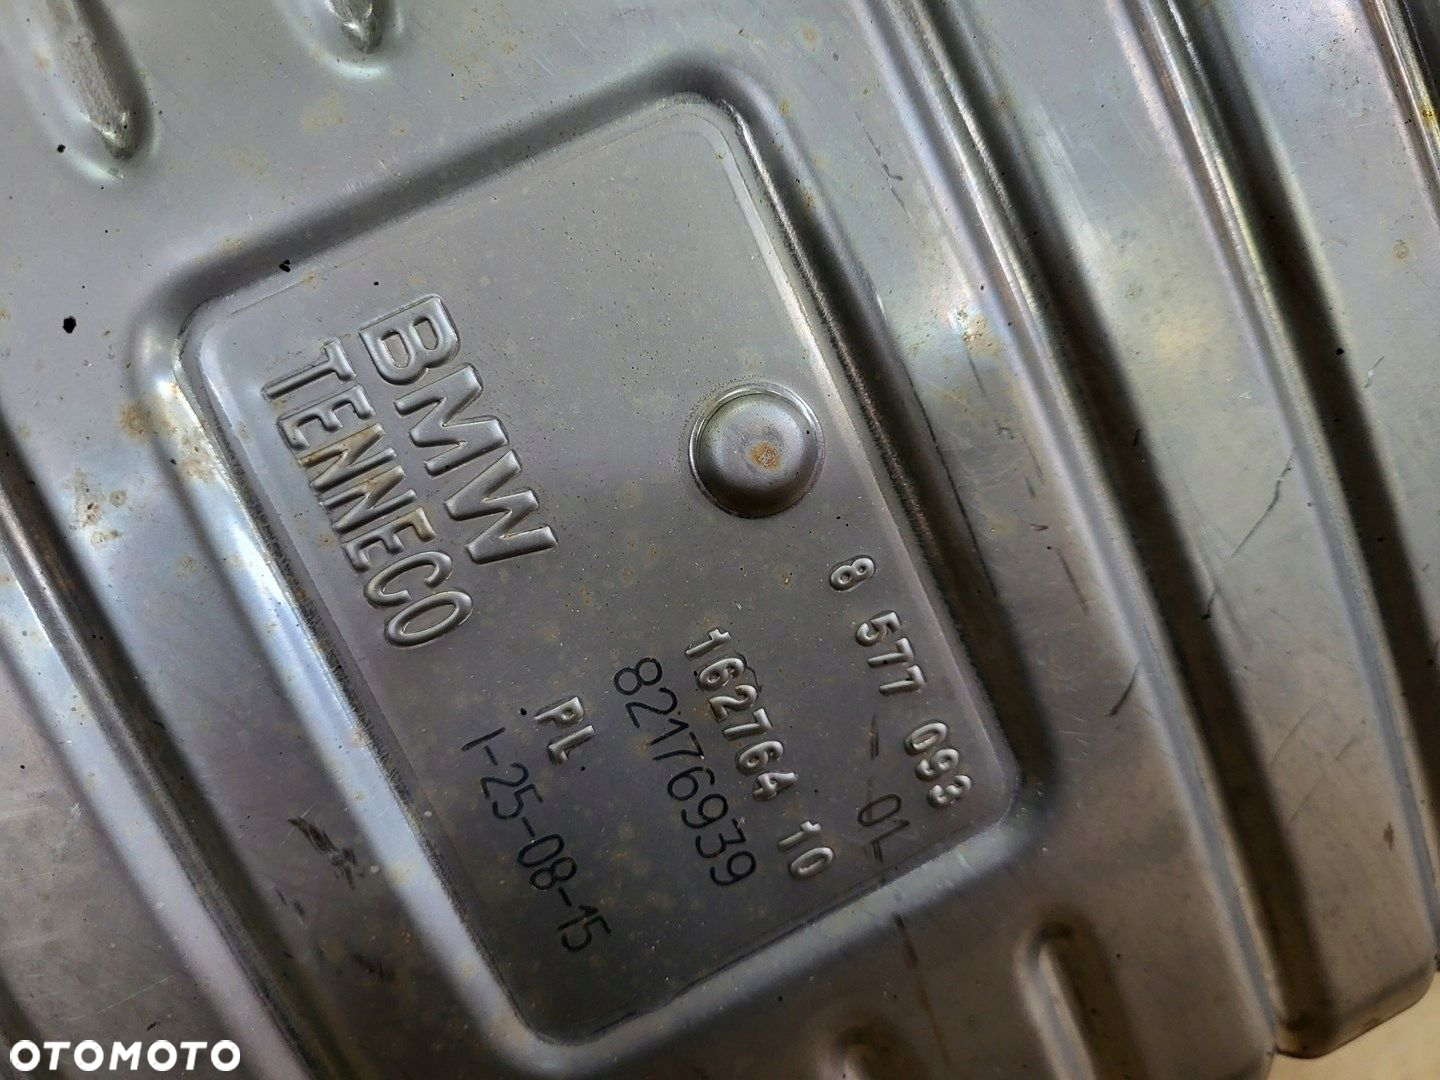 BMW
TENNECO
8 577 093
01
162764 10
82176939
PL
1-25-08-15
OTOMOTO